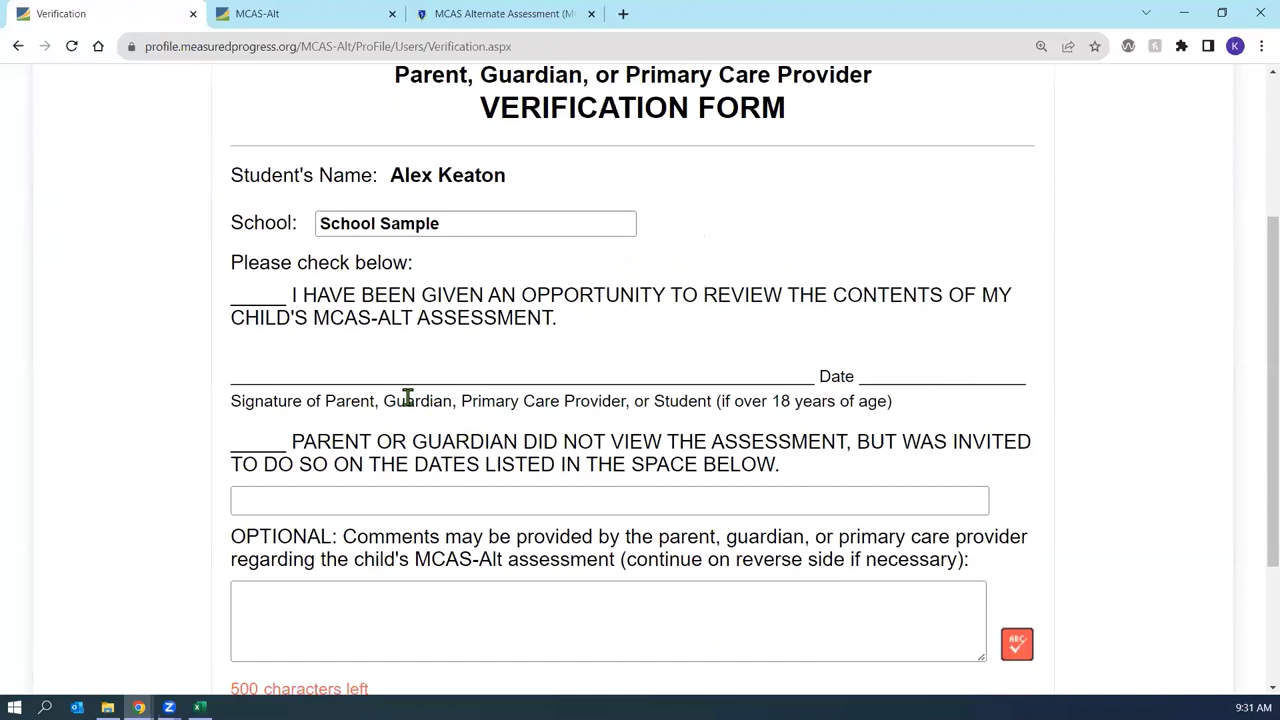 Verification
MCAS-Alt
MCAS Alternate Assessment (M
profile.measuredprogress.org/MCAS-Alt/ProFile/Users/Verification.aspx
K
Parent, Guardian, or Primary Care Provider
VERIFICATION FORM
Student's Name: Alex Keaton
School: School Sample
Please check below:
_____ I HAVE BEEN GIVEN AN OPPORTUNITY TO REVIEW THE CONTENTS OF MY
CHILD'S MCAS-ALT ASSESSMENT.
Date
Signature of Parent, Guardian, Primary Care Provider, or Student (if over 18 years of age)
_____ PARENT OR GUARDIAN DID NOT VIEW THE ASSESSMENT, BUT WAS INVITED
TO DO SO ON THE DATES LISTED IN THE SPACE BELOW.
OPTIONAL: Comments may be provided by the parent, guardian, or primary care provider
regarding the child's MCAS-Alt assessment (continue on reverse side if necessary):
ABC
500 characters left
9:31 AM